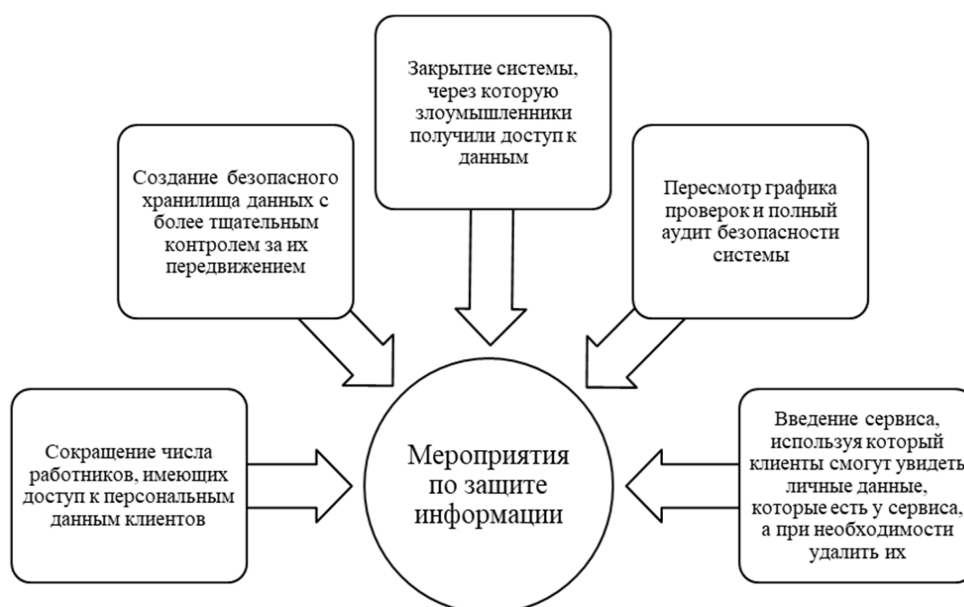 Закрытие системы,
через которую
злоумышленники
получили доступ к
данным
Создание безопасного
хранилища данных с
более тщательным
контролем за их
передвижением
Пересмотр графика
проверок и полный
аудит безопасности
системы
Сокращение числа
работников, имеющих
доступ к персональным
данным клиентов
Мероприятия
по защите
информации
Введение сервиса,
используя который
клиенты смогут увидеть
личные данные,
которые есть у сервиса,
а при необходимости
удалить их